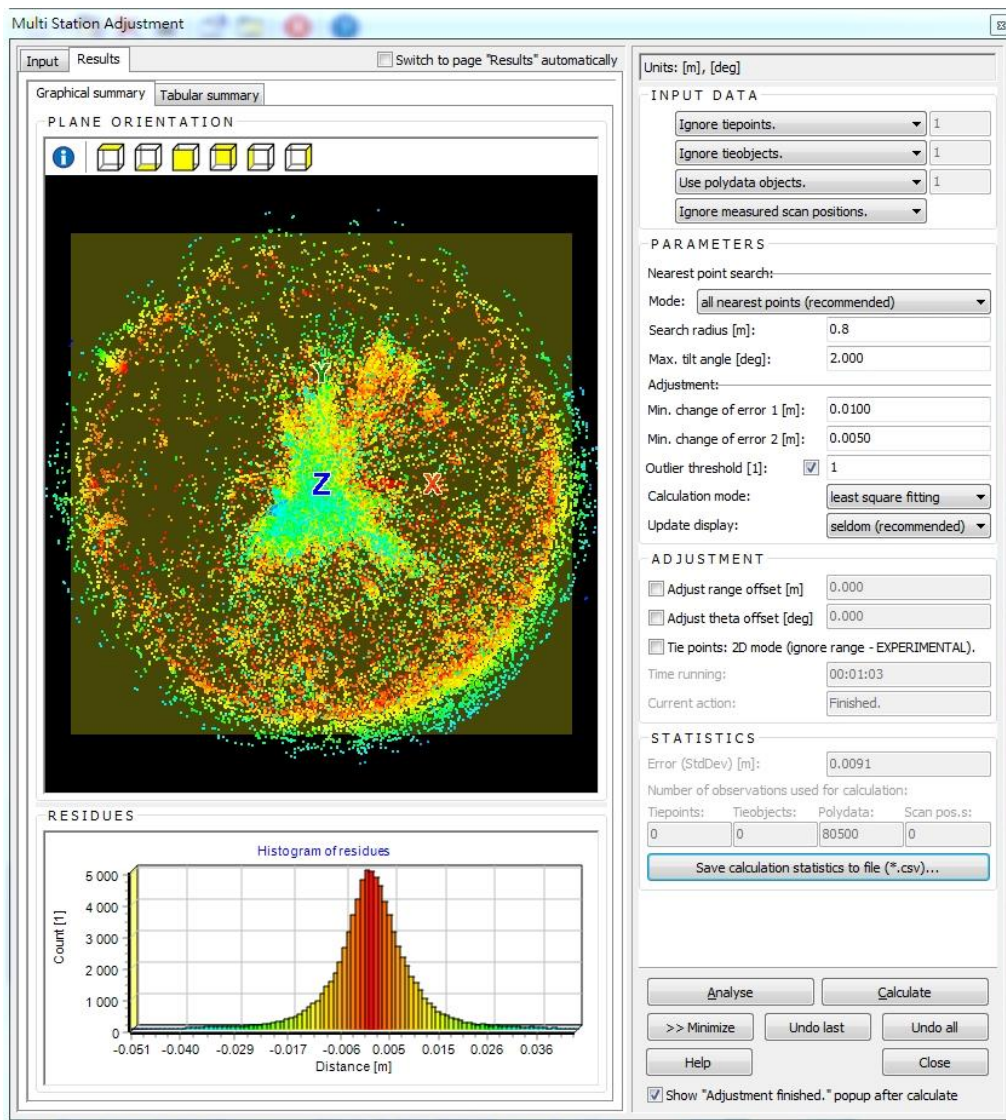 Multi Station Adjustment
Input Results Switch to page "Results" automatically
Graphical summary Tabular summary
PLANE ORIENTATION
Y
Z X
RESIDUES
Histogram of residues
Count [1]
5 000
4 000
3 000
2 000
1 000
0
-0.051 -0.040 -0.029 -0.017 -0.006 0.005 0.015 0.026 0.036
Distance [m]
Units: [m], [deg]
INPUT DATA
Ignore tiepoints. 1
Ignore tieobjects. 1
Use polydata objects. 1
Ignore measured scan positions.
PARAMETERS
Nearest point search:
Mode: all nearest points (recommended)
Search radius [m]: 0.8
Max. tilt angle [deg]: 2.000
Adjustment:
Min. change of error 1 [m]: 0.0100
Min. change of error 2 [m]: 0.0050
Outlier threshold [1]: 1
Calculation mode: least square fitting
Update display: seldom (recommended)
ADJUSTMENT
Adjust range offset [m] 0.000
Adjust theta offset [deg] 0.000
Tie points: 2D mode (ignore range - EXPERIMENTAL).
Time running: 00:01:03
Current action: Finished.
STATISTICS
Error (StdDev) [m]: 0.0091
Number of observations used for calculation:
Tiepoints: Tieobjects: Polydata: Scan pos.s:
0 0 80500 0
Save calculation statistics to file (*.csv)...
Analyse Calculate
>> Minimize Undo last Undo all
Help Close
Show "Adjustment finished." popup after calculate